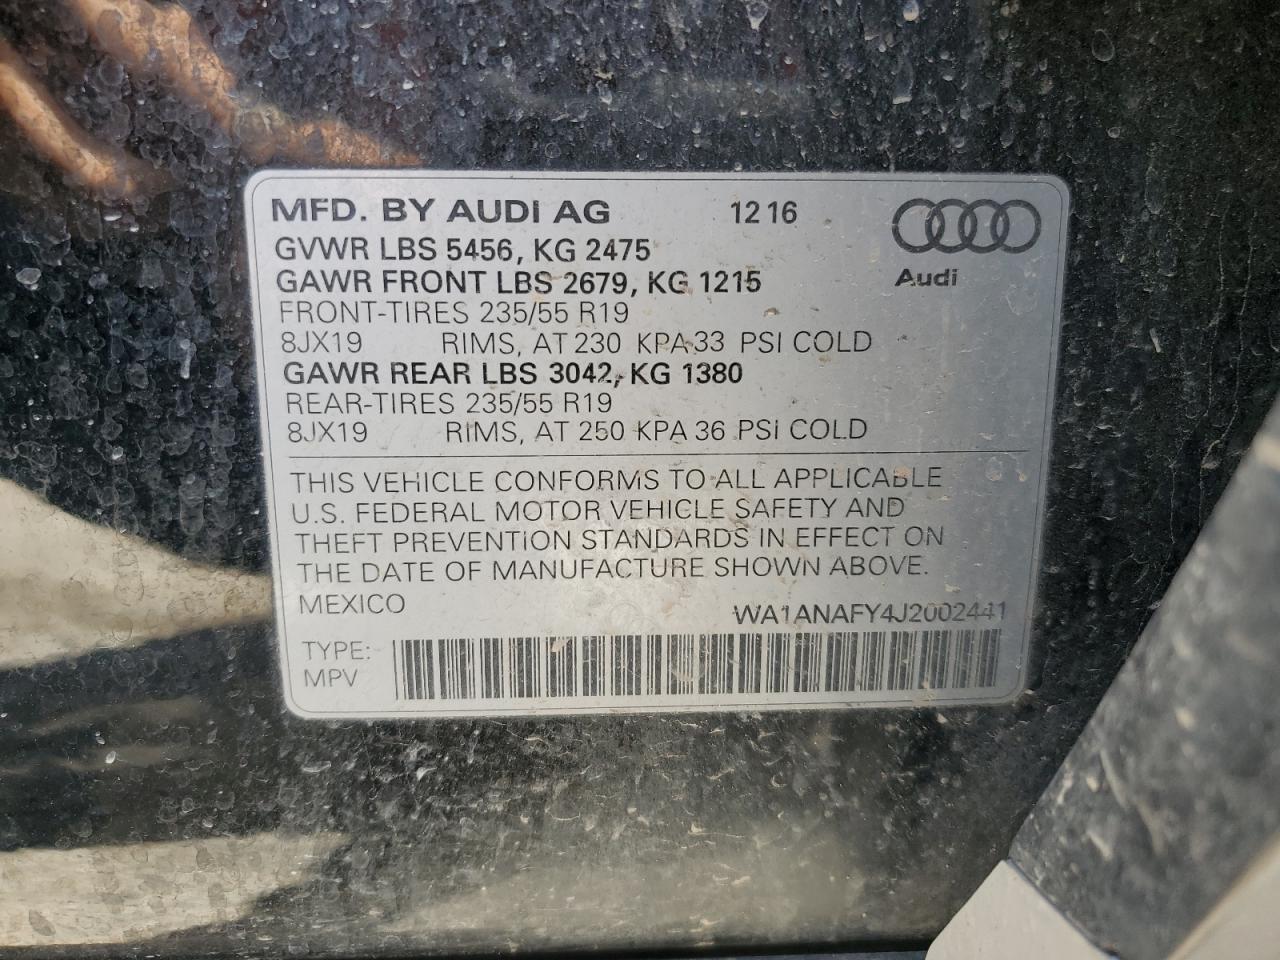 MFD. BY AUDI AG 12 16
GVWR LBS 5456, KG 2475
GAWR FRONT LBS 2679, KG 1215
Audi
FRONT-TIRES 235/55 R19
8JX19 RIMS, AT 230 KPA 33 PSI COLD
GAWR REAR LBS 3042, KG 1380
REAR-TIRES 235/55 R19
8JX19 RIMS, AT 250 KPA 36 PSI COLD
THIS VEHICLE CONFORMS TO ALL APPLICABLE
U.S. FEDERAL MOTOR VEHICLE SAFETY AND
THEFT PREVENTION STANDARDS IN EFFECT ON
THE DATE OF MANUFACTURE SHOWN ABOVE.
MEXICO WA1ANAFY4J2002441
TYPE:
MPV